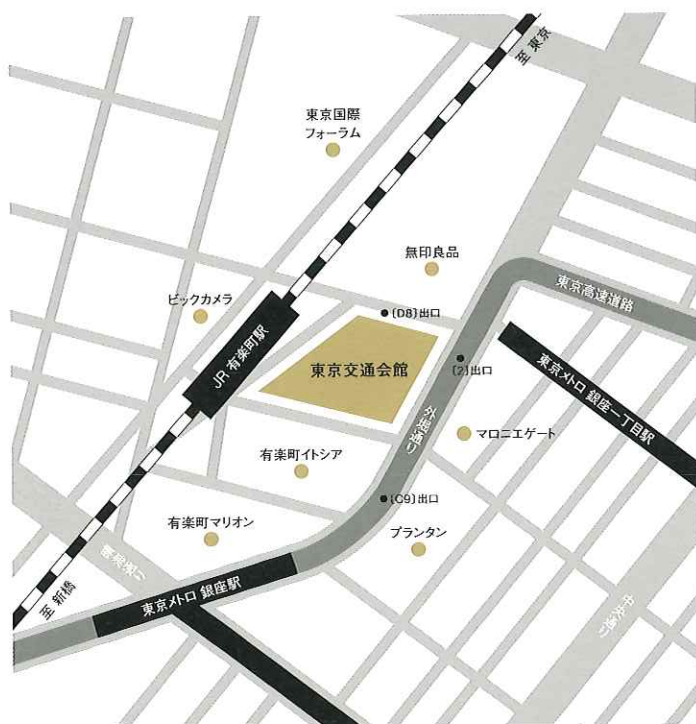 至 東京
東京国際
フォーラム
無印良品
ビックカメラ
[D8]出口
東京高速道路
JR 有楽町駅
東京交通会館
[2]出口
東京メトロ 銀座一丁目駅
外堀通り
マロニエゲート
有楽町イトシア
[C9]出口
有楽町マリオン
プランタン
晴海通り
東京メトロ 銀座駅
中央通り
至 新橋